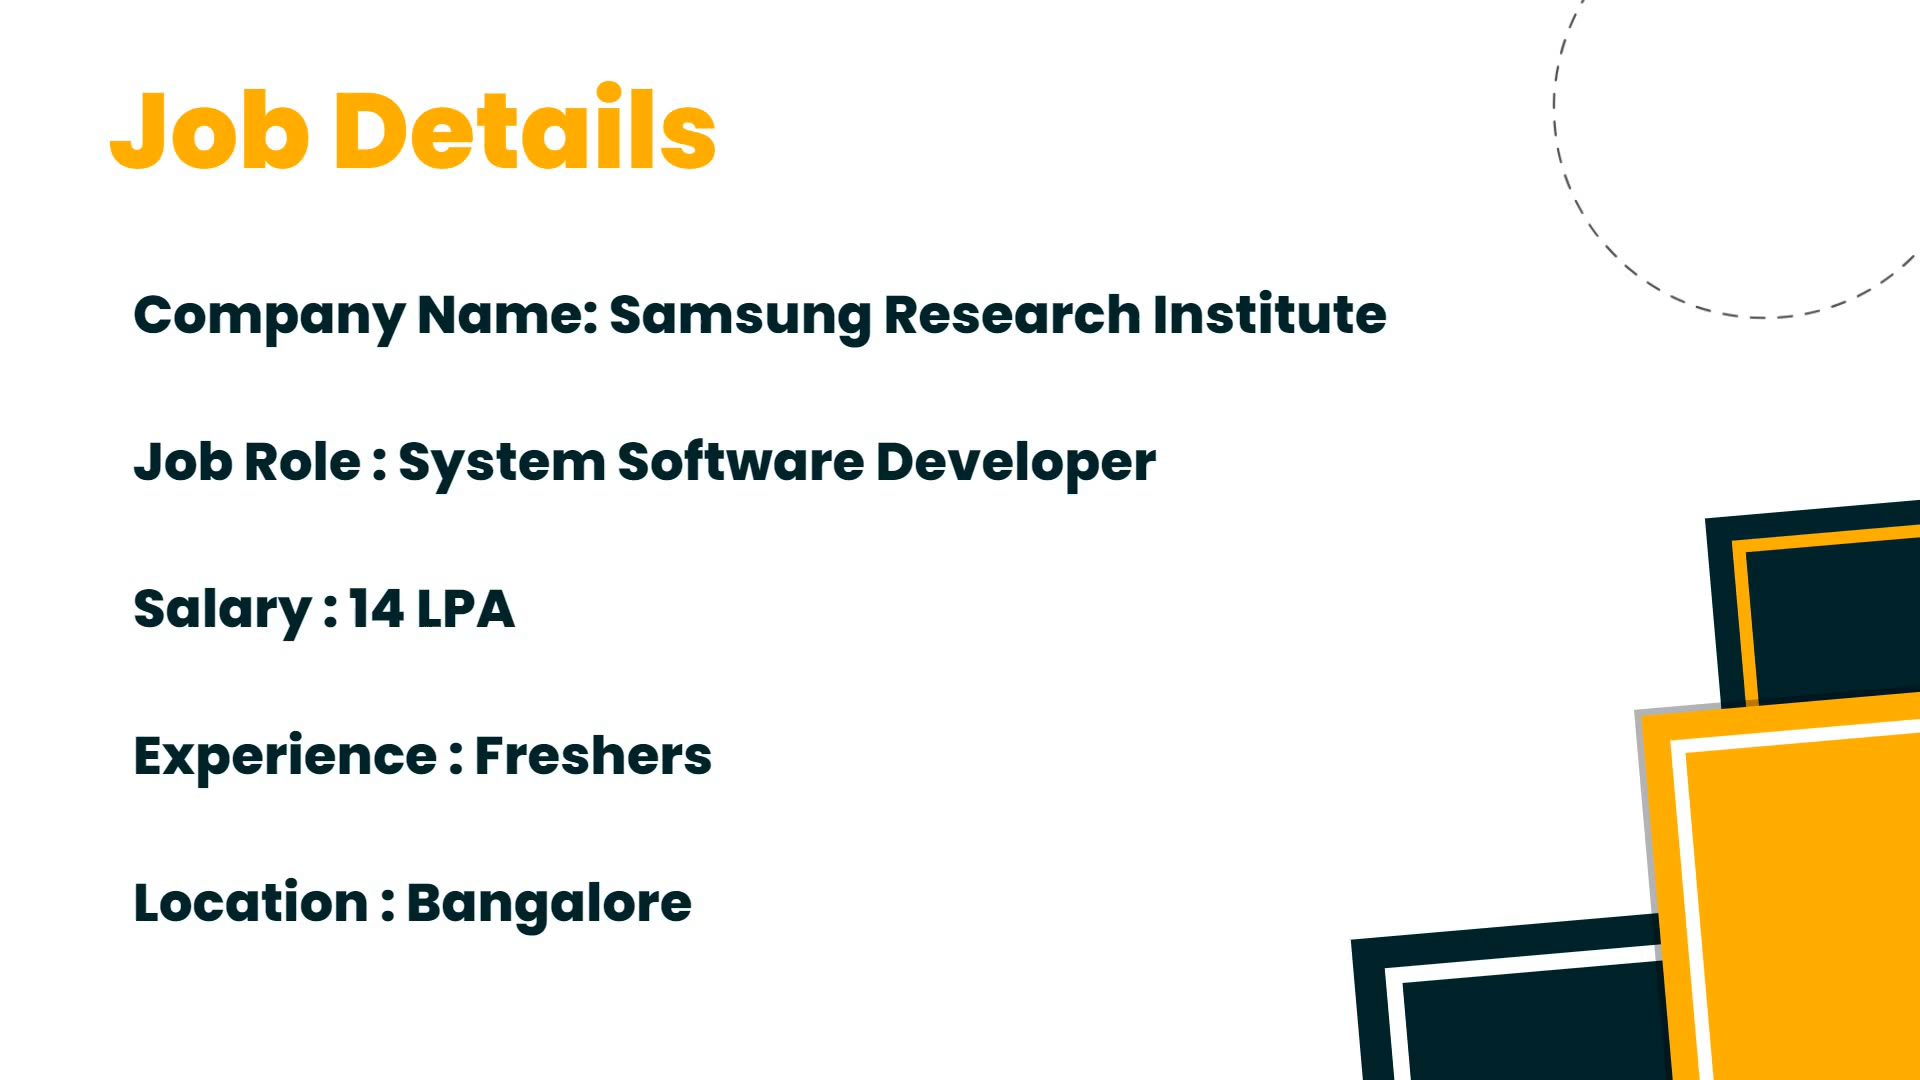 Job Details
Company Name: Samsung Research Institute
Job Role : System Software Developer
Salary : 14 LPA
Experience : Freshers
Location : Bangalore